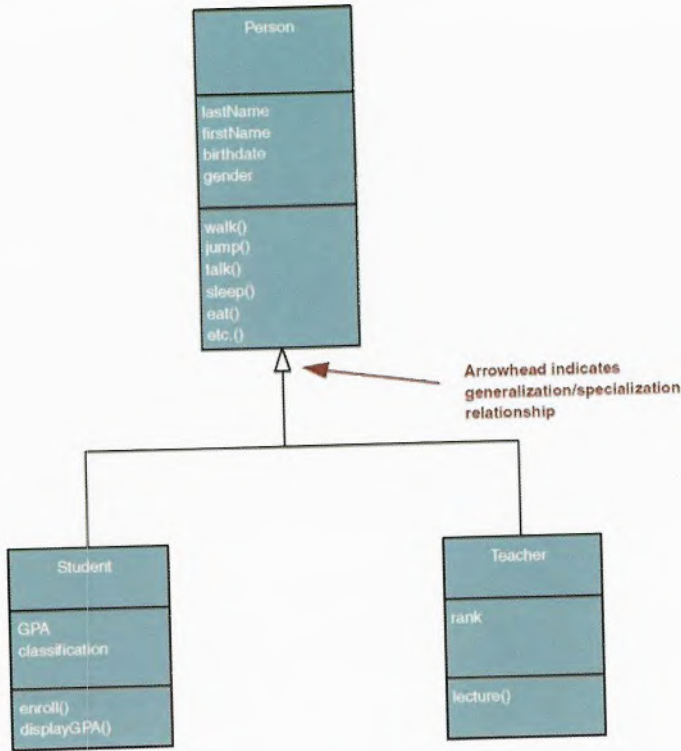 Person
lastName
firstName
birthdate
gender
walk()
jump()
talk()
sleep()
eat()
etc.()
Arrowhead indicates
generalization/specialization
relationship
Student
GPA
classification
enroll()
displayGPA()
Teacher
rank
lecture()